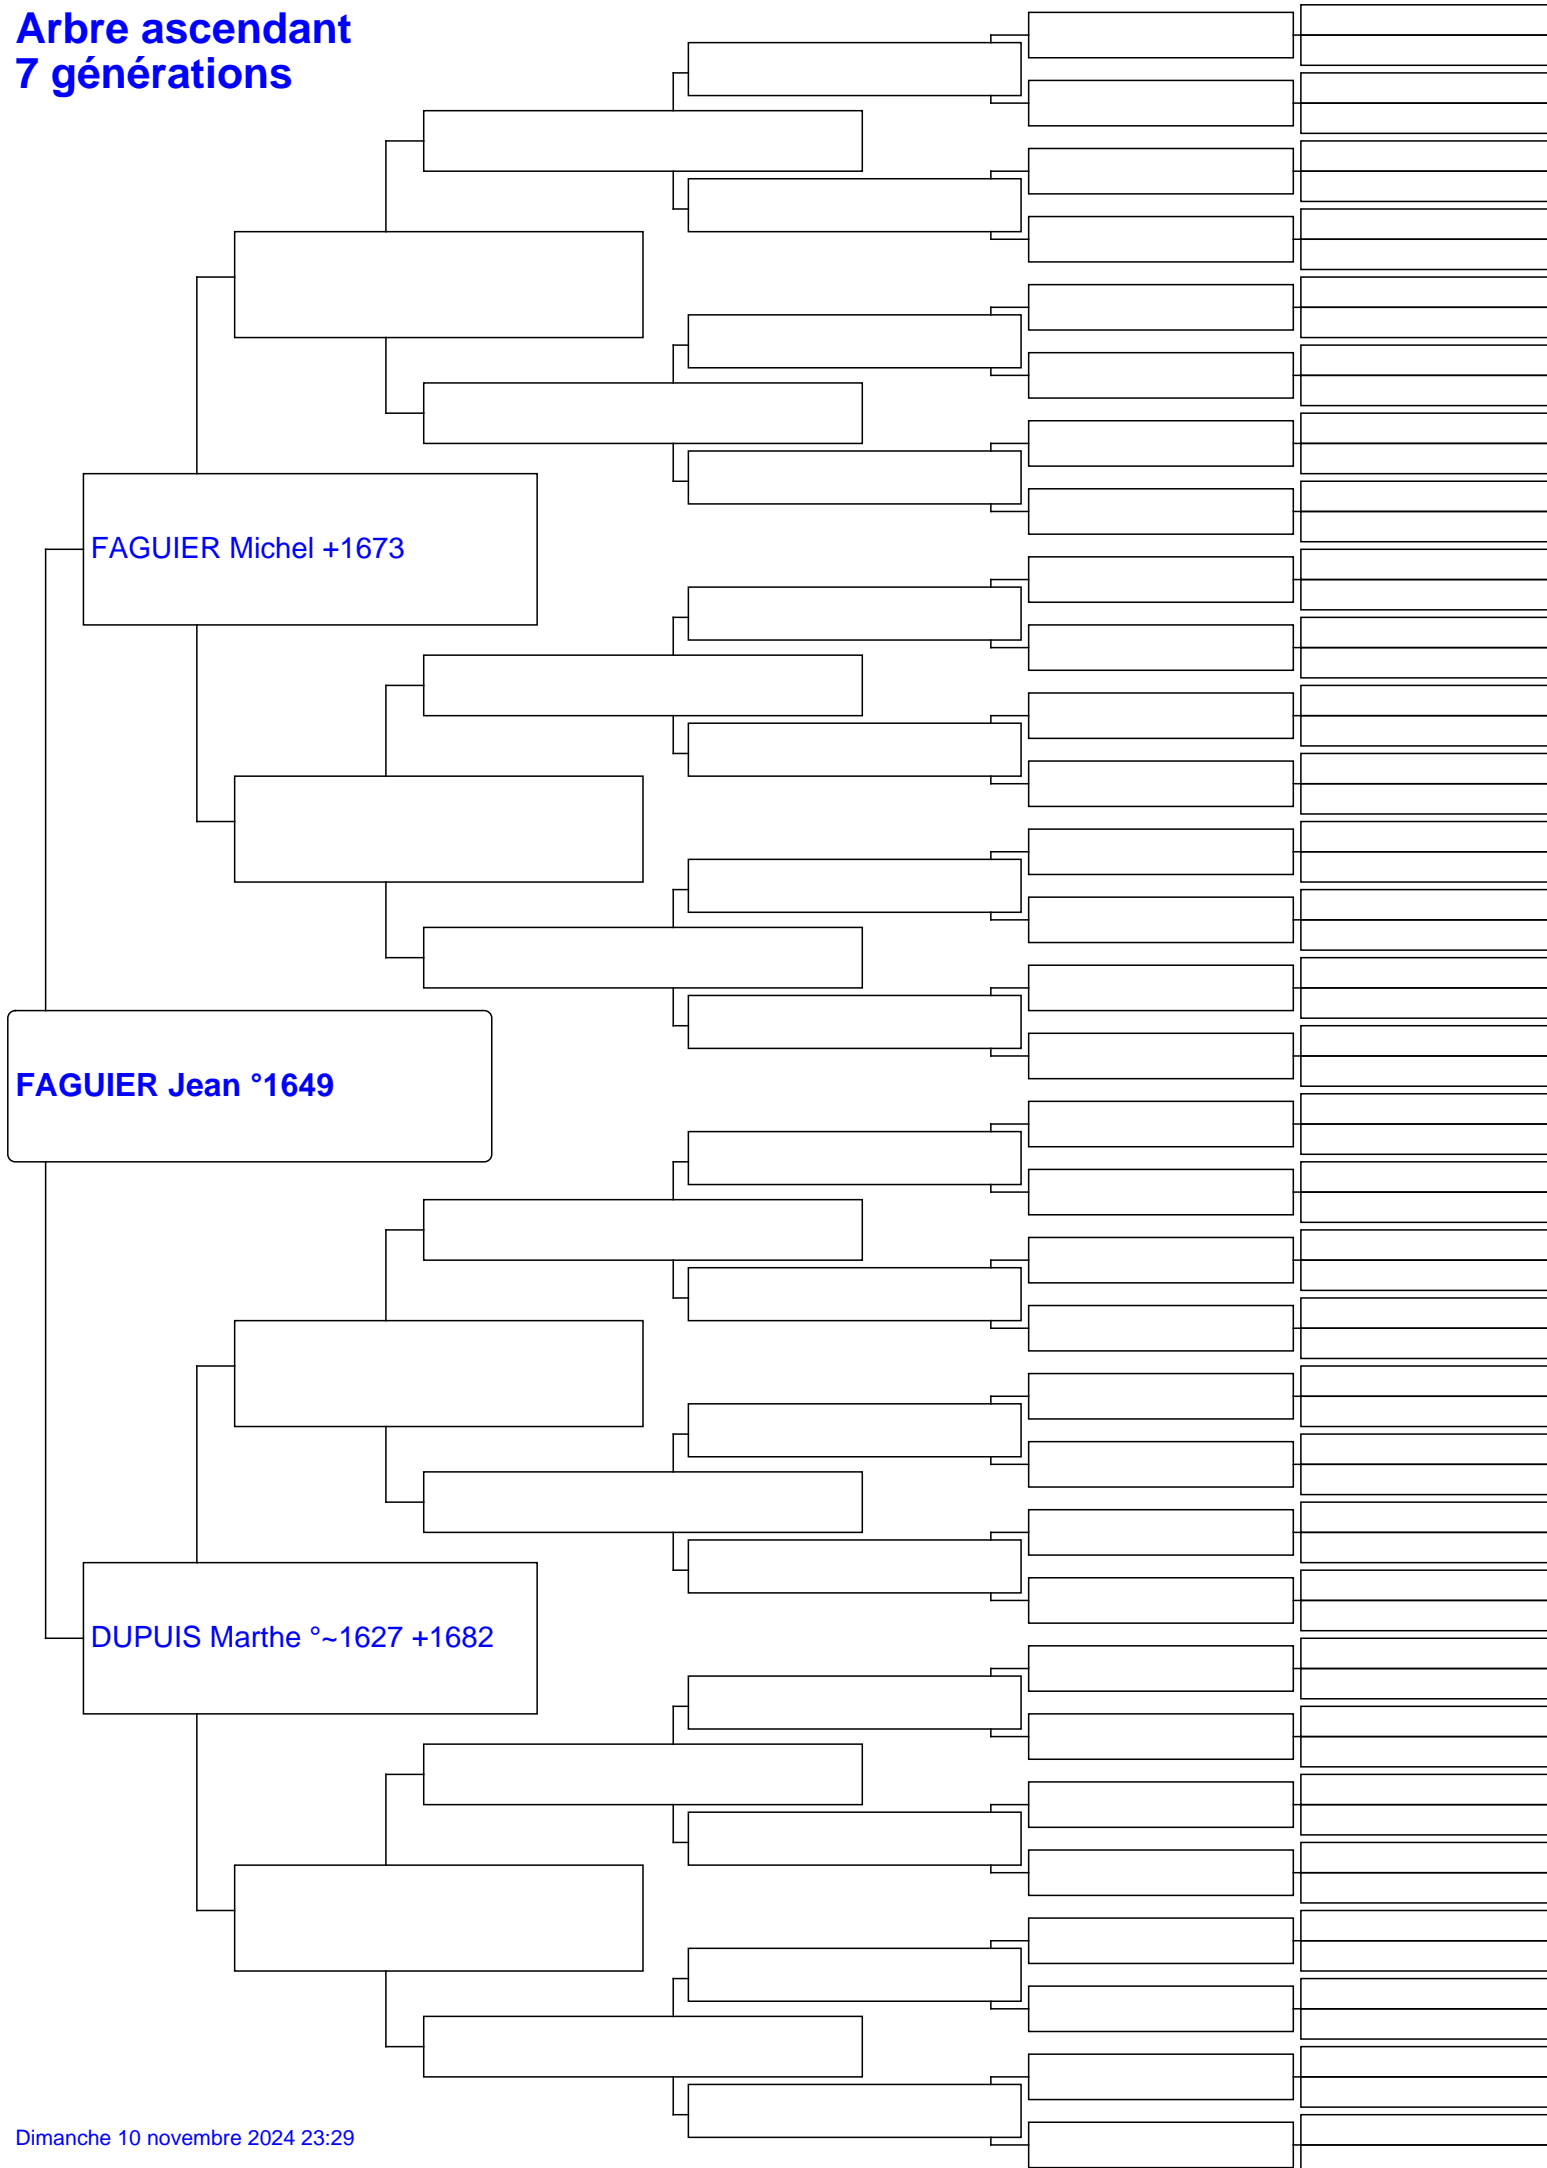 Arbre ascendant
7 générations
FAGUIER Michel +1673
FAGUIER Jean °1649
DUPUIS Marthe °~1627 +1682
Dimanche 10 novembre 2024 23:29